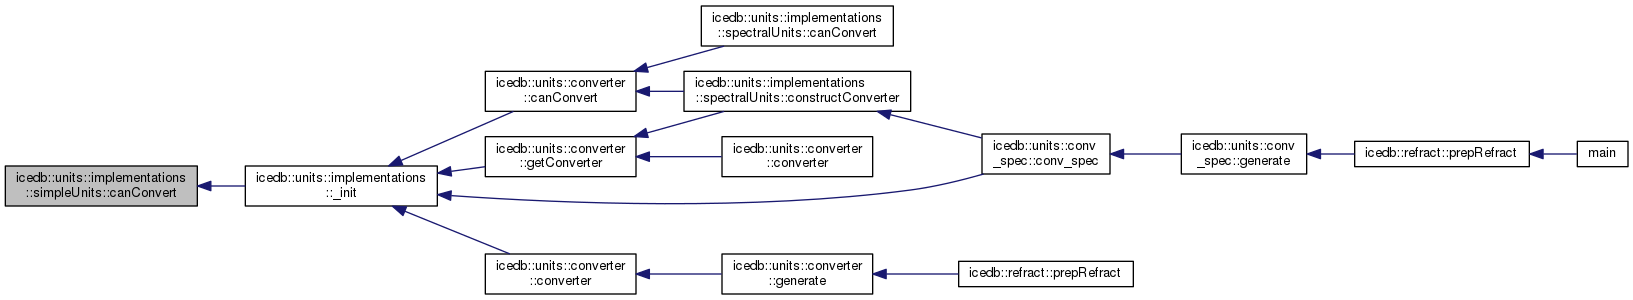 icedb::units::implementations
::simpleUnits::canConvert
icedb::units::implementations
::_init
icedb::units::converter
::canConvert
icedb::units::implementations
::spectralUnits::canConvert
icedb::units::implementations
::spectralUnits::constructConverter
icedb::units::converter
::getConverter
icedb::units::converter
::converter
icedb::units::conv
_spec::conv_spec
icedb::units::conv
_spec::generate
icedb::refract::prepRefract
main
icedb::units::converter
::converter
icedb::units::converter
::generate
icedb::refract::prepRefract